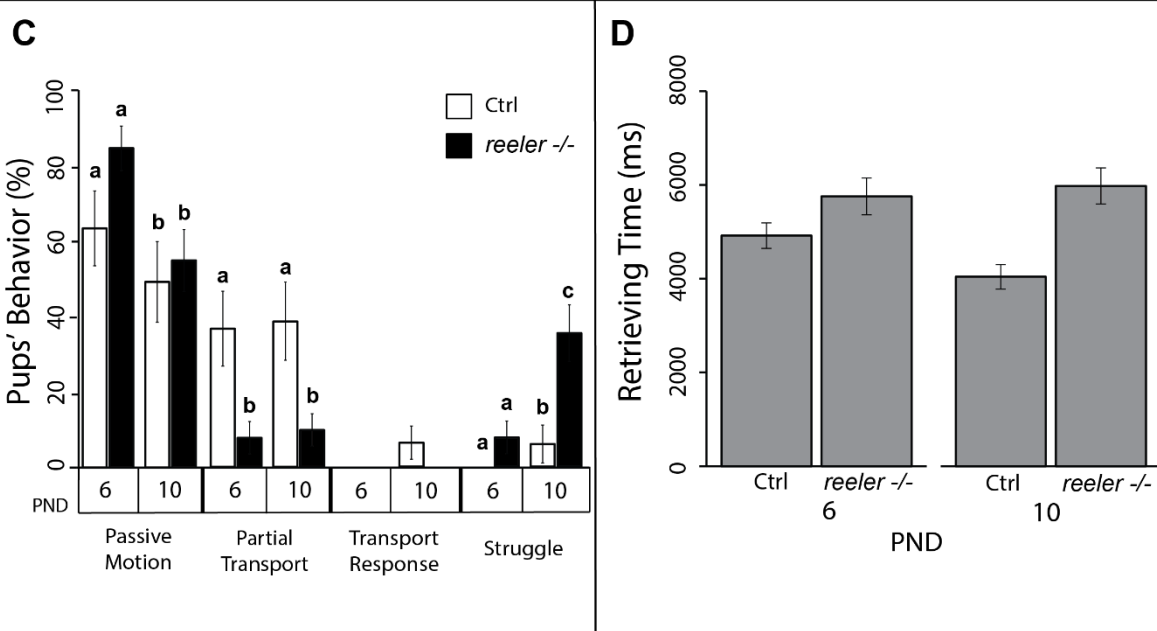 C
Pups' Behavior (%)
100
80
60
40
20
0
Ctrl
reeler -/-
a
a
b
b
a
b
a
b
a
a
b
c
PND
6
10
6
10
6
10
6
10
Passive
Motion
Partial
Transport
Transport
Response
Struggle
D
Retrieving Time (ms)
8000
6000
4000
2000
0
Ctrl
reeler -/-
Ctrl
reeler -/-
6
10
PND